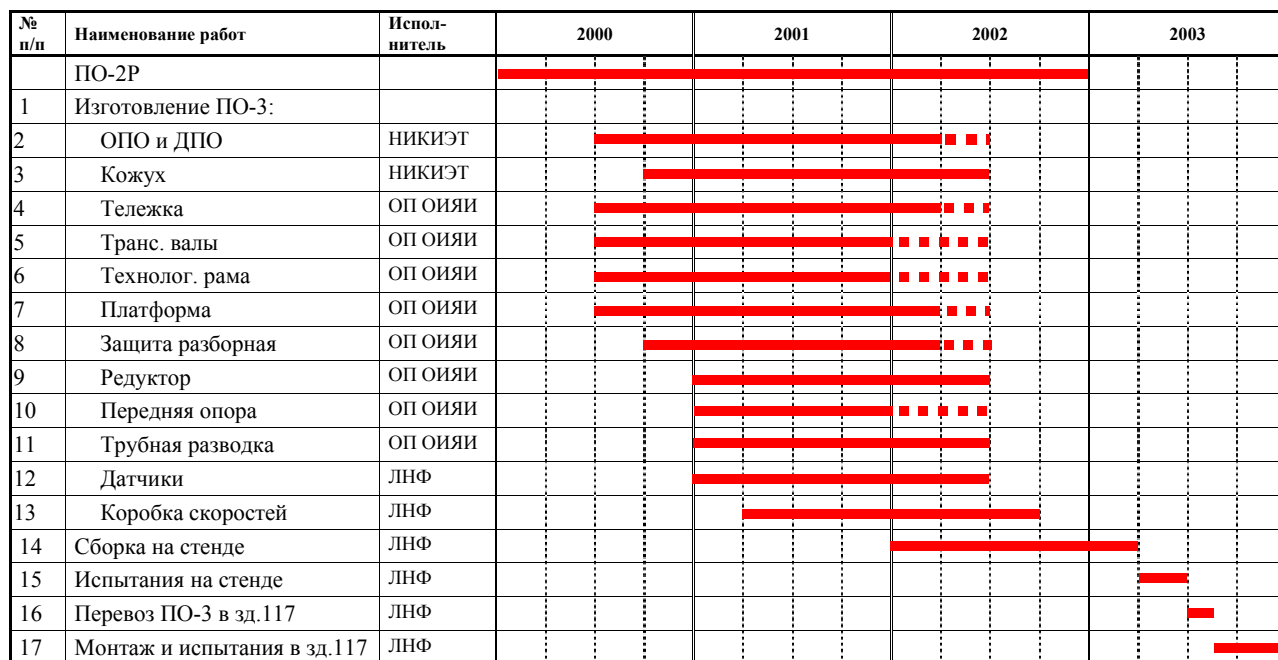 № п/п Наименование работ Испол-нитель 2000 2001 2002 2003
ПО-2Р
1 Изготовление ПО-3:
2 ОПО и ДПО НИКИЭТ
3 Кожух НИКИЭТ
4 Тележка ОП ОИЯИ
5 Транс. валы ОП ОИЯИ
6 Технолог. рама ОП ОИЯИ
7 Платформа ОП ОИЯИ
8 Защита разборная ОП ОИЯИ
9 Редуктор ОП ОИЯИ
10 Передняя опора ОП ОИЯИ
11 Трубная разводка ОП ОИЯИ
12 Датчики ЛНФ
13 Коробка скоростей ЛНФ
14 Сборка на стенде ЛНФ
15 Испытания на стенде ЛНФ
16 Перевоз ПО-3 в зд.117 ЛНФ
17 Монтаж и испытания в зд.117 ЛНФ